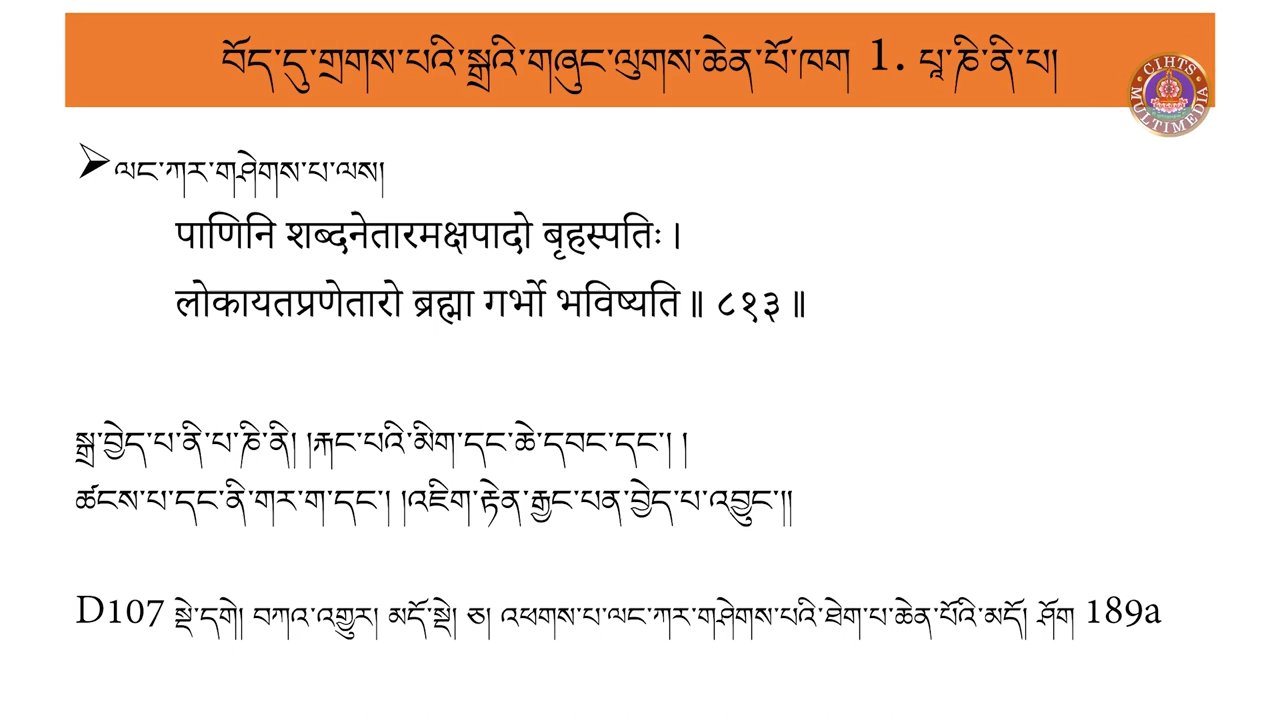 བོད་དུ་གྲགས་པའི་སྒྲའི་གཞུང་ལུགས་ཆེན་པོ་ཁག 1. པཱ་ཎི་ནི་པ།
CIHTS MULTIMEDIA
ལང་ཀར་གཤེགས་པ་ལས།
पाणिनि शब्दनेतारमक्षपादो बृहस्पतिः ।
लोकायतप्रणेतारो ब्रह्मा गर्भो भविष्यति ॥ ८१३ ॥
སྒྲ་བྱེད་པ་ནི་པ་ཎི་ནི། །རྐང་པའི་མིག་དང་ཆེ་དབང་དང་། །
ཚངས་པ་དང་ནི་གར་ག་དང་། །འཇིག་རྟེན་རྒྱང་པན་བྱེད་པ་འབྱུང་།།
D107 སྡེ་དགེ། བཀའ་འགྱུར། མདོ་སྡེ། ཅ། འཕགས་པ་ལང་ཀར་གཤེགས་པའི་ཐེག་པ་ཆེན་པོའི་མདོ། ཤོག 189a